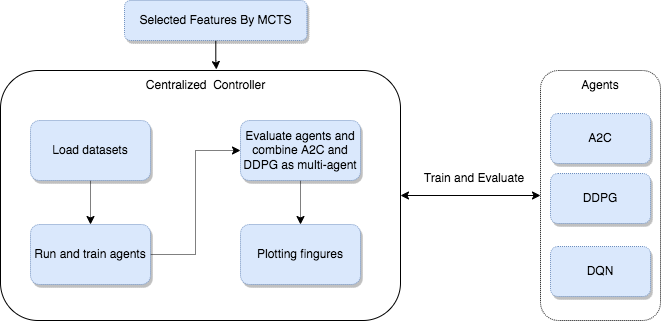 Selected Features By MCTS
Centralized Controller
Load datasets
Evaluate agents and
combine A2C and
DDPG as multi-agent
Run and train agents
Plotting fingures
Train and Evaluate
Agents
A2C
DDPG
DQN